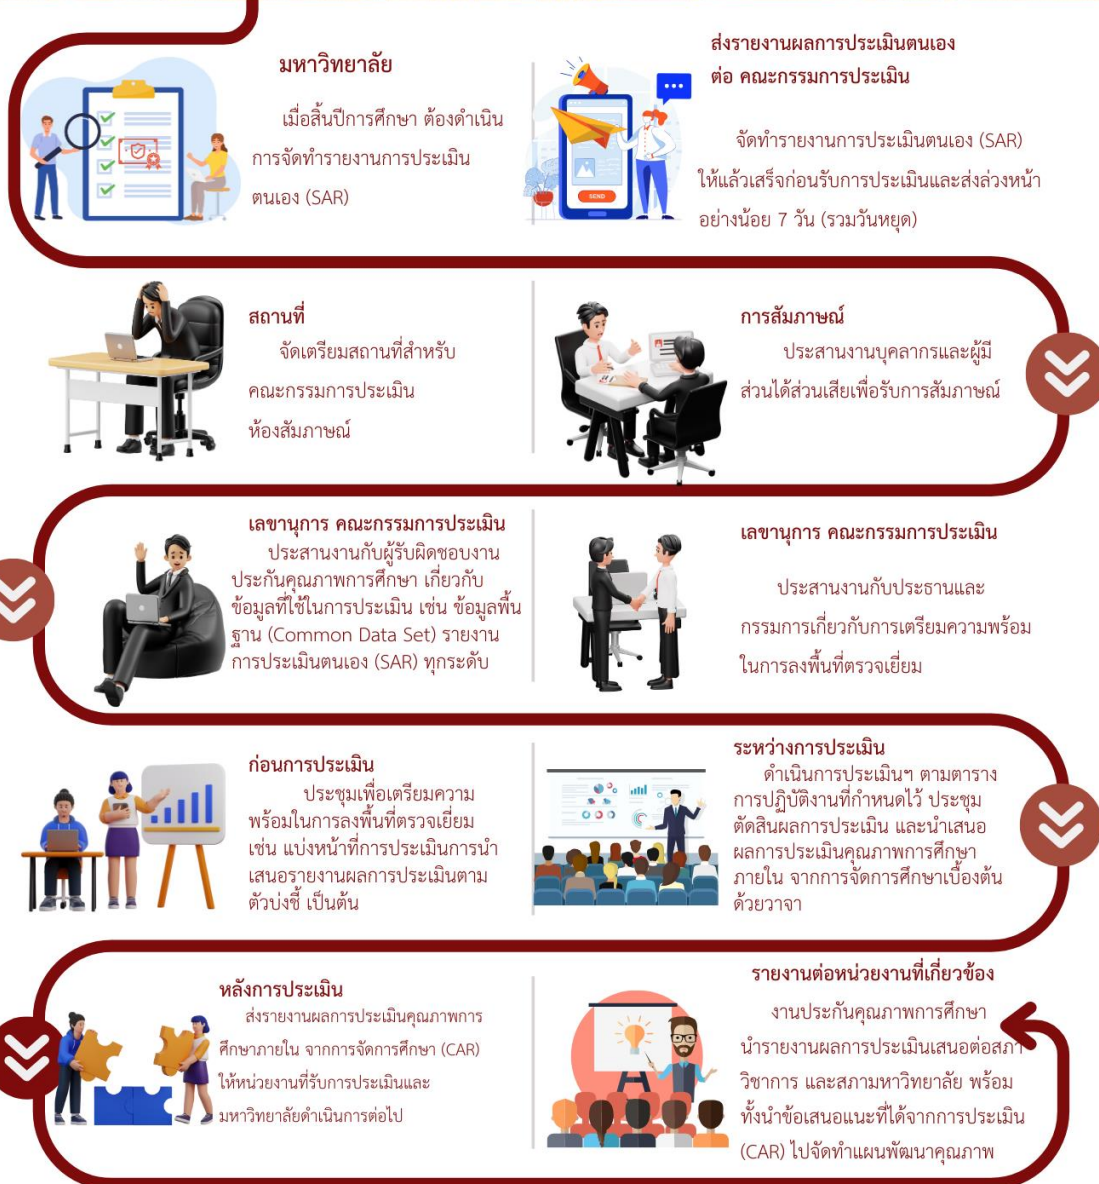 มหาวิทยาลัย
เมื่อสิ้นปีการศึกษา ต้องดำเนิน
การจัดทำรายงานการประเมิน
ตนเอง (SAR)
ส่งรายงานผลการประเมินตนเอง
ต่อ คณะกรรมการประเมิน
จัดทำรายงานการประเมินตนเอง (SAR)
ให้แล้วเสร็จก่อนรับการประเมินและส่งล่วงหน้า
อย่างน้อย 7 วัน (รวมวันหยุด)
SEND
สถานที่
จัดเตรียมสถานที่สำหรับ
คณะกรรมการประเมิน
ห้องสัมภาษณ์
การสัมภาษณ์
ประสานงานบุคลากรและผู้มี
ส่วนได้ส่วนเสียเพื่อรับการสัมภาษณ์
เลขานุการ คณะกรรมการประเมิน
ประสานงานกับผู้รับผิดชอบงาน
ประกันคุณภาพการศึกษา เกี่ยวกับ
ข้อมูลที่ใช้ในการประเมิน เช่น ข้อมูลพื้น
ฐาน (Common Data Set) รายงาน
การประเมินตนเอง (SAR) ทุกระดับ
เลขานุการ คณะกรรมการประเมิน
ประสานงานกับประธานและ
กรรมการเกี่ยวกับการเตรียมความพร้อม
ในการลงพื้นที่ตรวจเยี่ยม
ก่อนการประเมิน
ประชุมเพื่อเตรียมความ
พร้อมในการลงพื้นที่ตรวจเยี่ยม
เช่น แบ่งหน้าที่การประเมินการนำ
เสนอรายงานผลการประเมินตาม
ตัวบ่งชี้ เป็นต้น
ระหว่างการประเมิน
ดำเนินการประเมินฯ ตามตาราง
การปฏิบัติงานที่กำหนดไว้ ประชุม
ตัดสินผลการประเมิน และนำเสนอ
ผลการประเมินคุณภาพการศึกษา
ภายใน จากการจัดการศึกษาเบื้องต้น
ด้วยวาจา
หลังการประเมิน
ส่งรายงานผลการประเมินคุณภาพการ
ศึกษาภายใน จากการจัดการศึกษา (CAR)
ให้หน่วยงานที่รับการประเมินและ
มหาวิทยาลัยดำเนินการต่อไป
รายงานต่อหน่วยงานที่เกี่ยวข้อง
งานประกันคุณภาพการศึกษา
นำรายงานผลการประเมินเสนอต่อสภา
วิชาการ และสภามหาวิทยาลัย พร้อม
ทั้งนำข้อเสนอแนะที่ได้จากการประเมิน
(CAR) ไปจัดทำแผนพัฒนาคุณภาพ